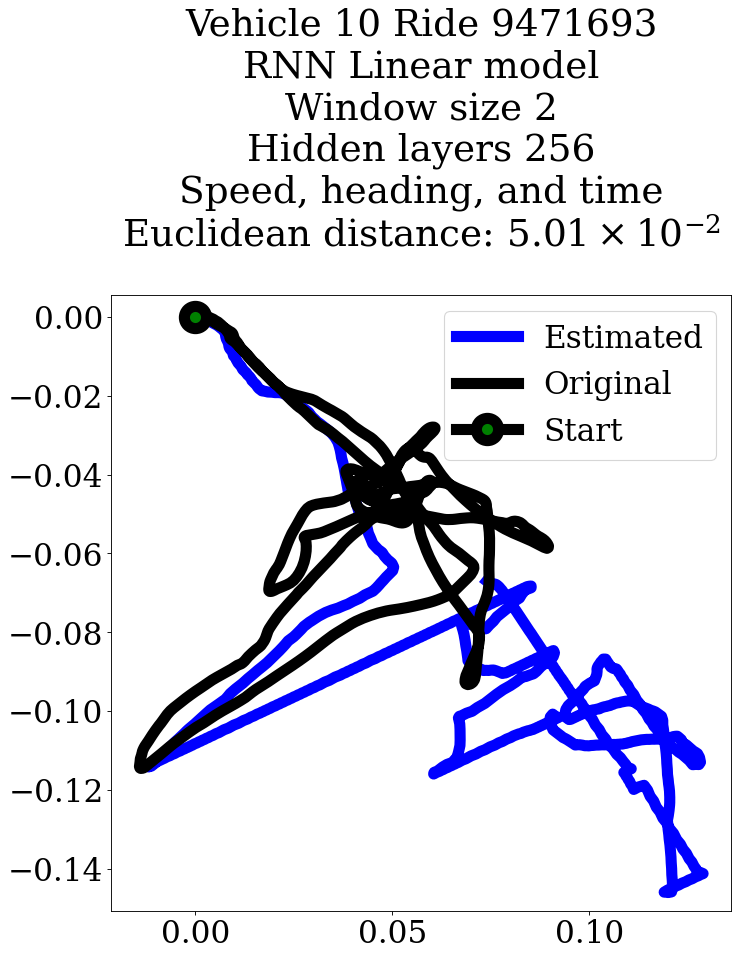 Vehicle 10 Ride 9471693
RNN Linear model
Window size 2
Hidden layers 256
Speed, heading, and time
Euclidean distance: 5.01 × 10⁻²
Estimated
Original
Start
0.00
−0.02
−0.04
−0.06
−0.08
−0.10
−0.12
−0.14
0.00 0.05 0.10